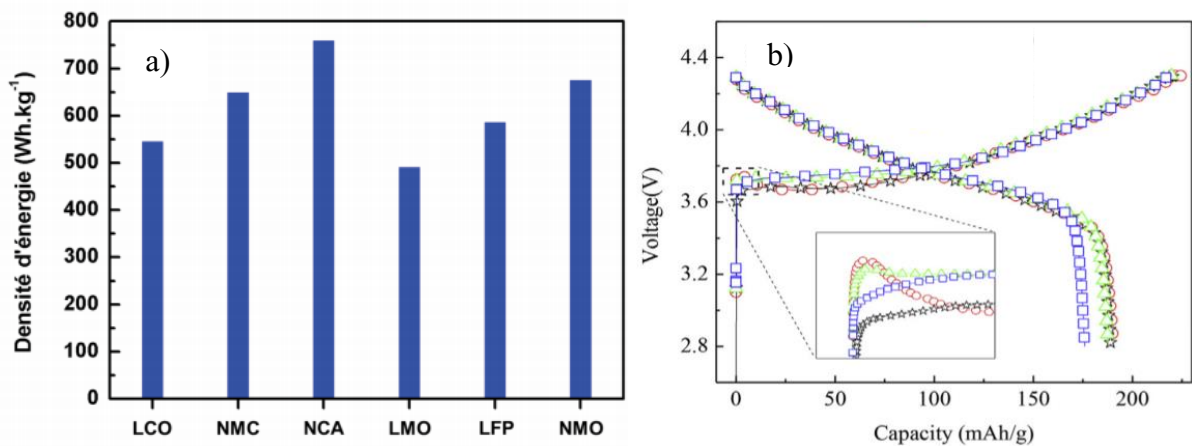 a)
Densité d'énergie (Wh.kg⁻¹)
800
700
600
500
400
300
200
100
0
LCO NMC NCA LMO LFP NMO
b)
Voltage(V)
4.4
4.0
3.6
3.2
2.8
0 50 100 150 200
Capacity (mAh/g)